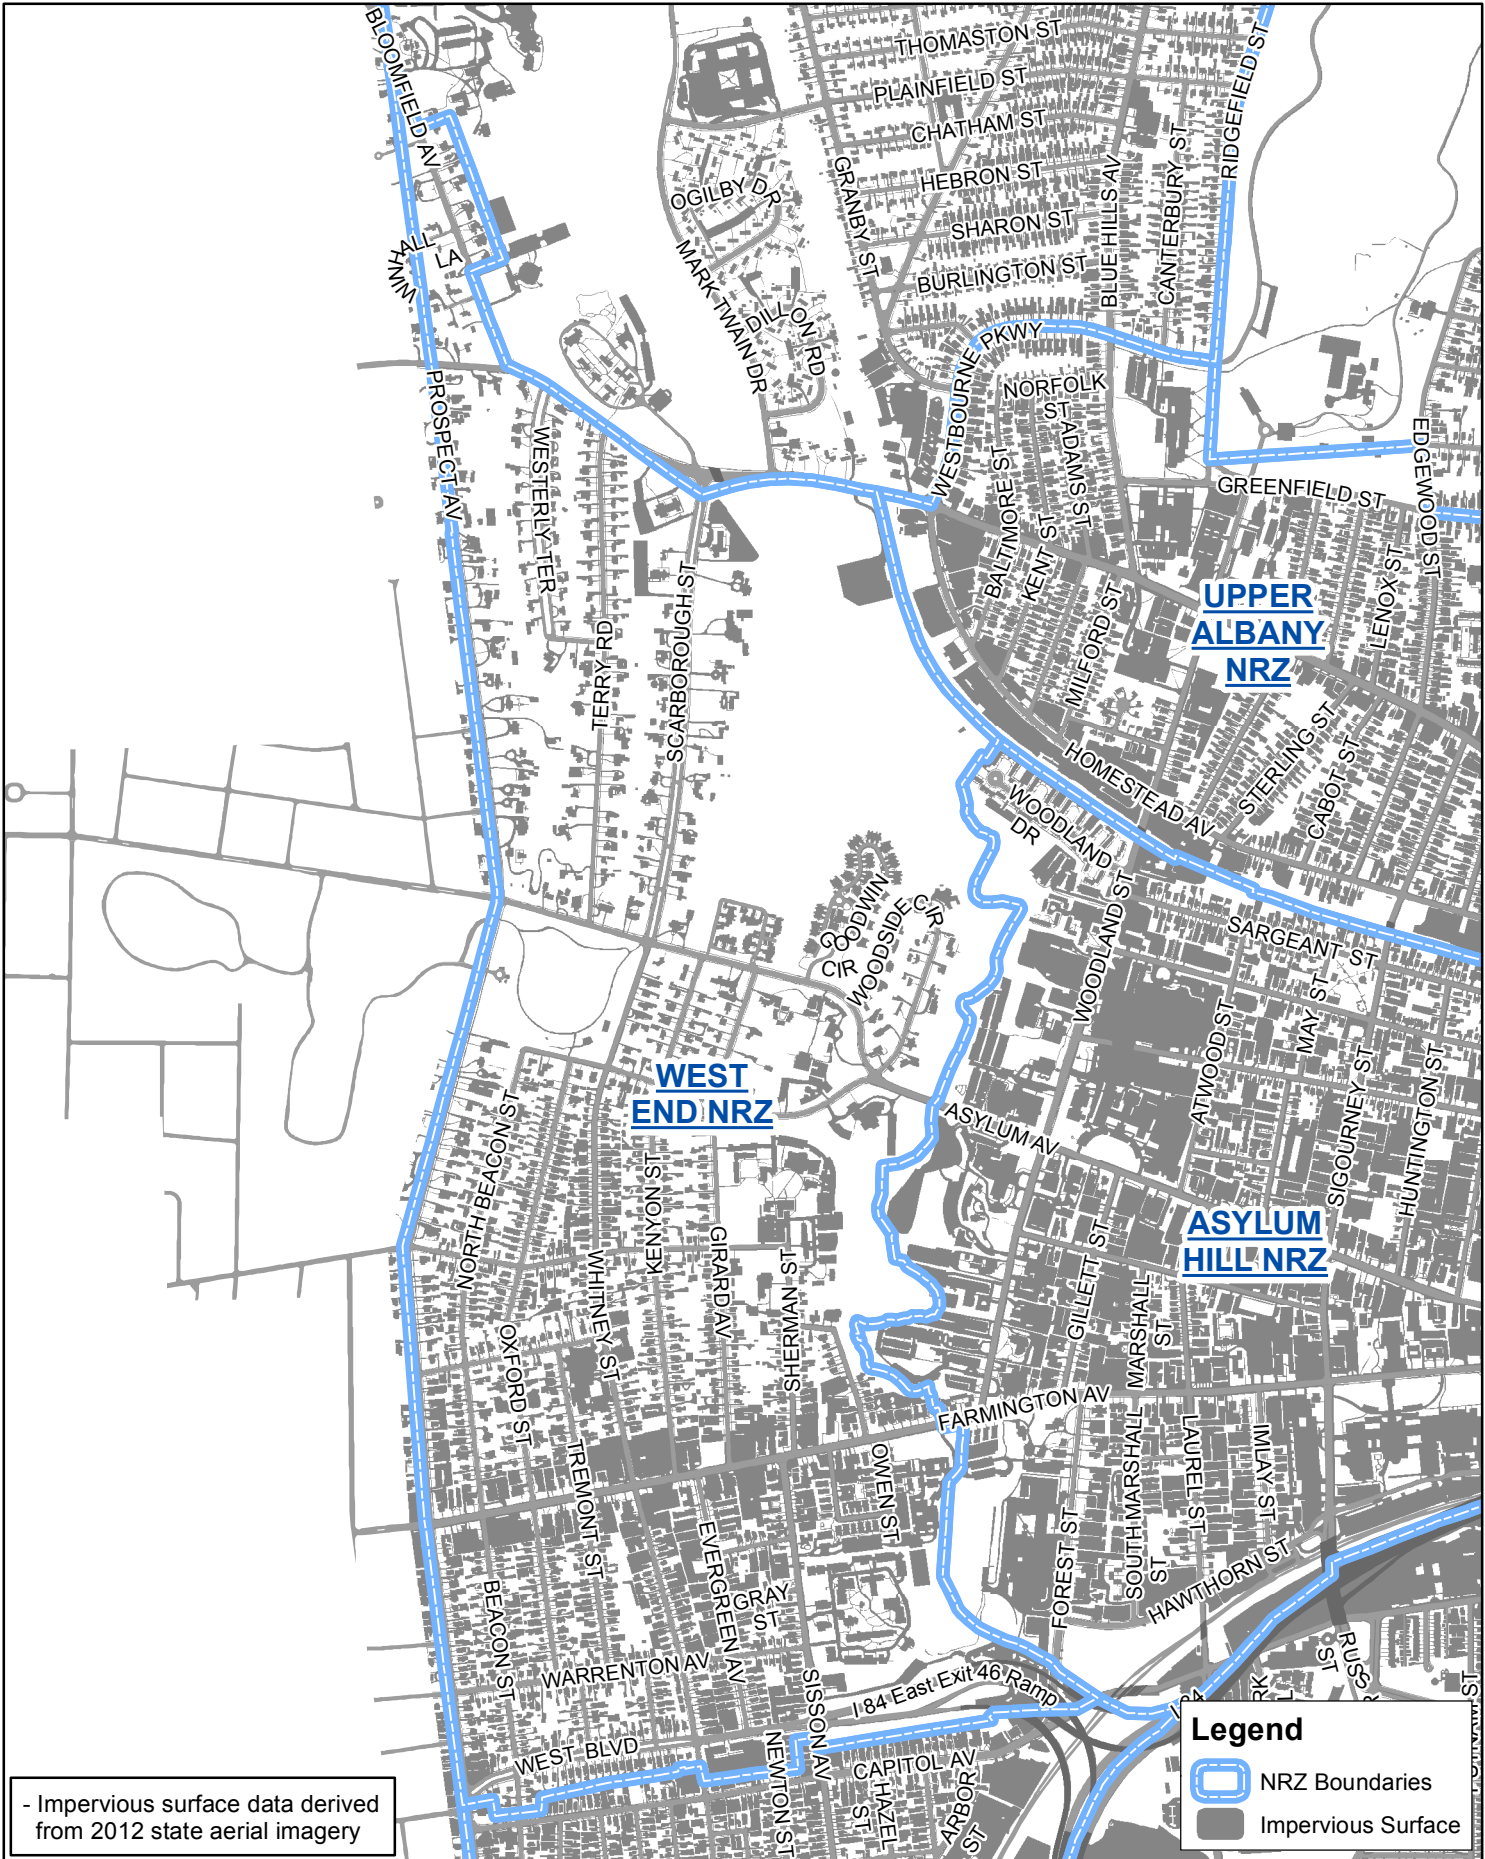 BLOOMFIELD AV
THOMASTON ST
PLAINFIELD ST
CHATHAM ST
HEBRON ST
SHARON ST
BURLINGTON ST
GRANBY ST
BLUE HILLS AV
CANTERBURY ST
RIDGEFIELD ST
OGILBY DR
MARK TWAIN DR
DILLON RD
WINHALL
LA
PROSPECT AV
WESTERLY TER
TERRY RD
SCARBOROUGH ST
WESTBOURNE PKWY
NORFOLK
ST
ADAM ST
BALTIMORE ST
KENT ST
MILFORD ST
GREENFIELD ST
EDGEWOOD ST
LENOX ST
UPPER
ALBANY
NRZ
STERLING ST
CABOT ST
HOMESTEAD AV
WOODLAND
DR
WOODLAND ST
SARGEANT ST
GOODWIN
CIR
WOODSIDE CIR
ATWOOD ST
MAY ST
SIGOURNEY ST
HUNTINGTON ST
WEST
END NRZ
ASYLUM AV
ASYLUM
HILL NRZ
NORTH BEACON ST
WHITNEY ST
KENYON ST
GIRARD AV
SHERMAN ST
GILLETT ST
MARSHALL
ST
OXFORD ST
TREMONT ST
FARMINGTON AV
OWEN ST
SOUTH MARSHALL
ST
LAUREL ST
IMLAY ST
FOREST ST
HAWTHORN ST
BEACON ST
EVERGREEN AV
GRAY
ST
WARRENTON AV
SISSON AV
I 84 East Exit 46 Ramp
WEST BLVD
NEWTON ST
CAPITOL AV
HAZEL
ST
ARBOR
ST
RUSS
ST
Legend
NRZ Boundaries
Impervious Surface
- Impervious surface data derived
from 2012 state aerial imagery